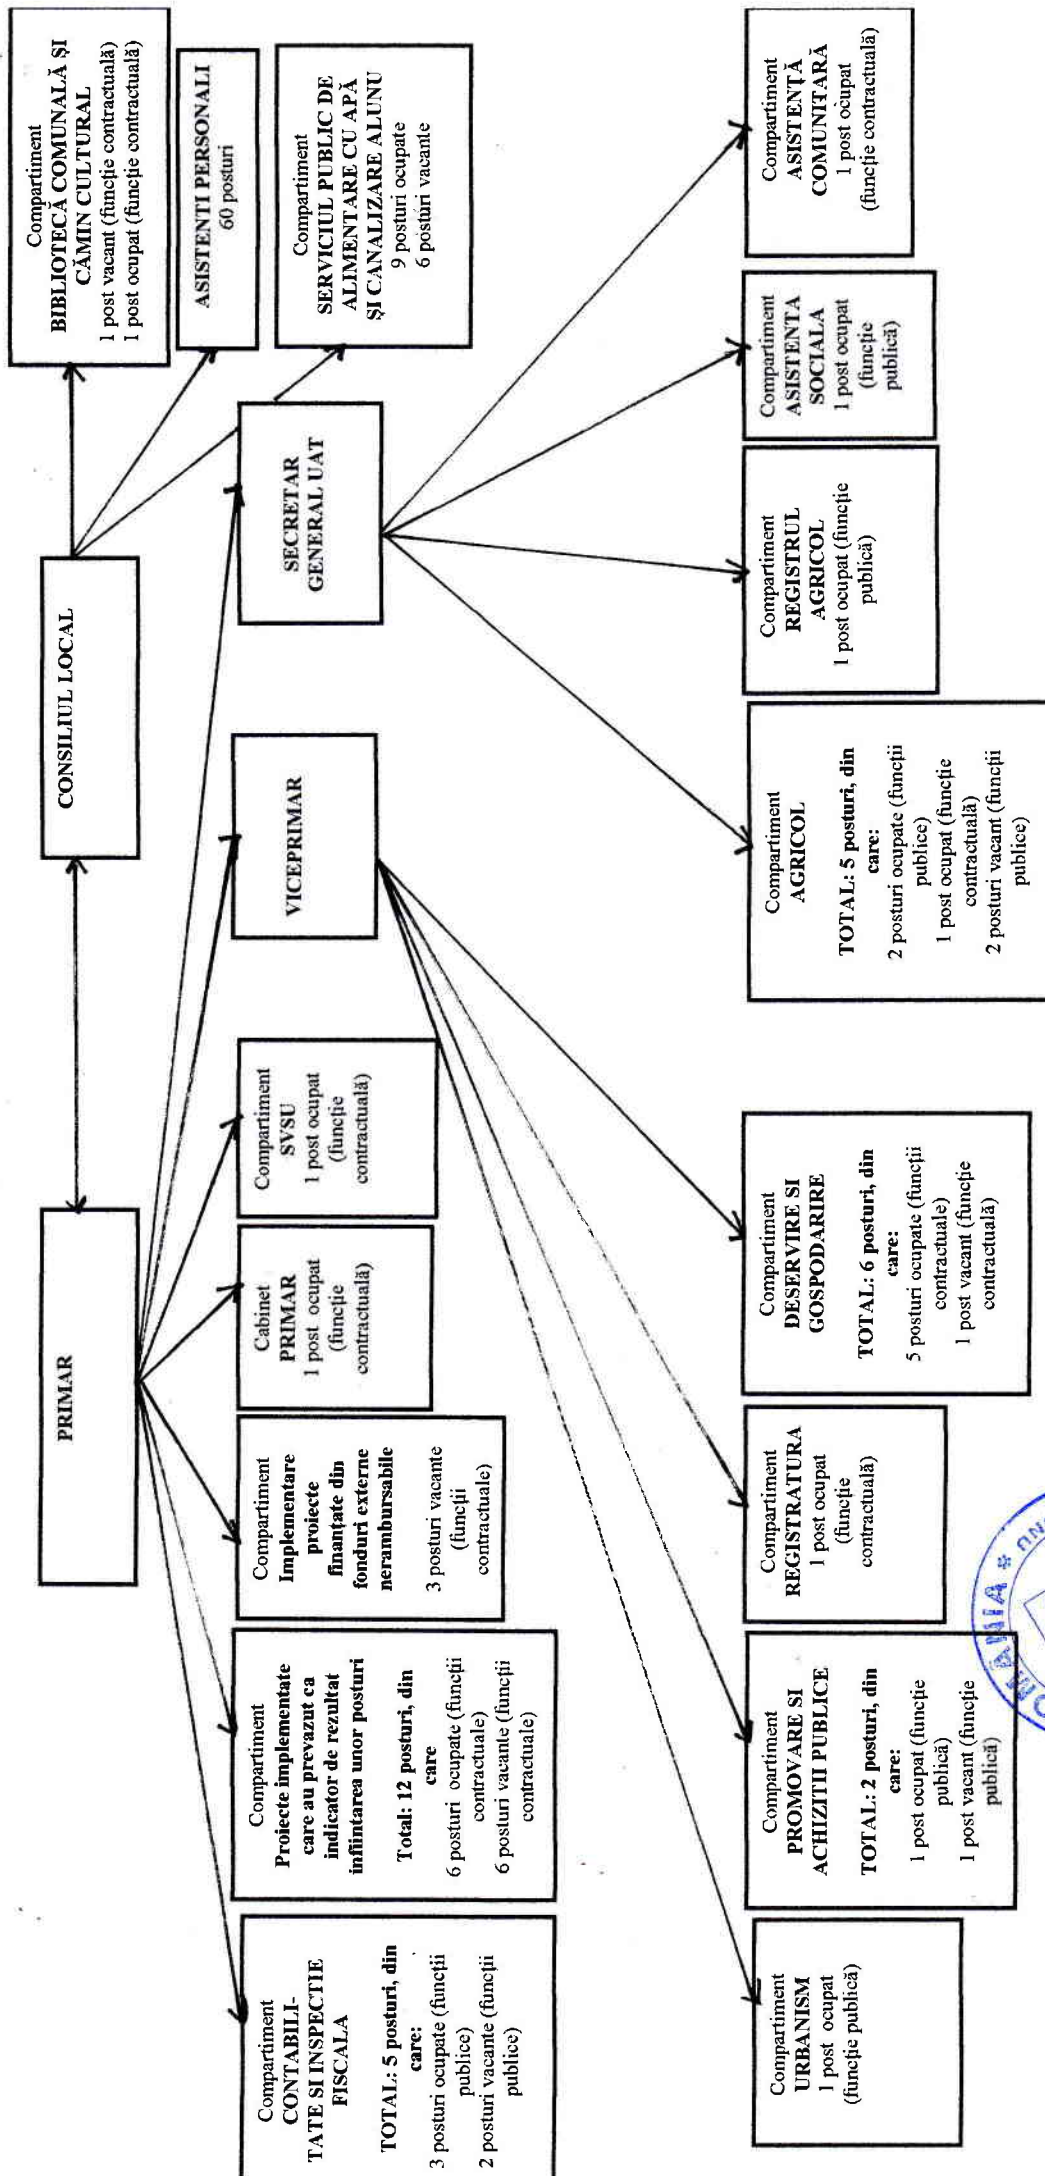 PRIMAR
CONSILIUL LOCAL
Compartiment
BIBLIOTECĂ COMUNALĂ ȘI
CĂMIN CULTURAL
1 post vacant (funcție contractuală)
1 post ocupat (funcție contractuală)
ASISTENTI PERSONALI
60 posturi
Compartiment
SERVICIUL PUBLIC DE
ALIMENTARE CU APĂ
ȘI CANALIZARE ALUNU
9 posturi ocupate
6 posturi vacante
Compartiment
CONTABILI-
TATE SI INSPECTIE
FISCALA
TOTAL: 5 posturi, din
care:
3 posturi ocupate (funcții
publice)
2 posturi vacante (funcții
publice)
Compartiment
Proiecte implementate
care au prevazut ca
indicator de rezultat
infiintarea unor posturi
Total: 12 posturi, din
care
6 posturi ocupate (funcții
contractuale)
6 posturi vacante (funcții
contractuale)
Compartiment
Implementare
proiecte
finanțate din
fonduri externe
nerambursabile
3 posturi vacante
(funcții
contractuale)
Cabinet
PRIMAR
1 post ocupat
(funcție
contractuală)
Compartiment
SVSU
1 post ocupat
(funcție
contractuală)
VICEPRIMAR
SECRETAR
GENERAL UAT
Compartiment
URBANISM
1 post ocupat
(funcție publică)
Compartiment
PROMOVARE SI
ACHIZITII PUBLICE
TOTAL: 2 posturi, din
care:
1 post ocupat (funcție
publică)
1 post vacant (funcție
publică)
Compartiment
REGISTRATURA
1 post ocupat
(funcție
contractuală)
Compartiment
DESERVIRE SI
GOSPODARIRE
TOTAL: 6 posturi, din
care:
5 posturi ocupate (funcții
contractuale)
1 post vacant (funcție
contractuală)
Compartiment
AGRICOL
TOTAL: 5 posturi, din
care:
2 posturi ocupate (funcții
publice)
1 post ocupat (funcție
contractuală)
2 posturi vacant (funcții
publice)
Compartiment
REGISTRUL
AGRICOL
1 post ocupat (funcție
publică)
Compartiment
ASISTENTA
SOCIALA
1 post ocupat
(funcție
publică)
Compartiment
ASISTENȚĂ
COMUNITARĂ
1 post ocupat
(funcție contractuală)